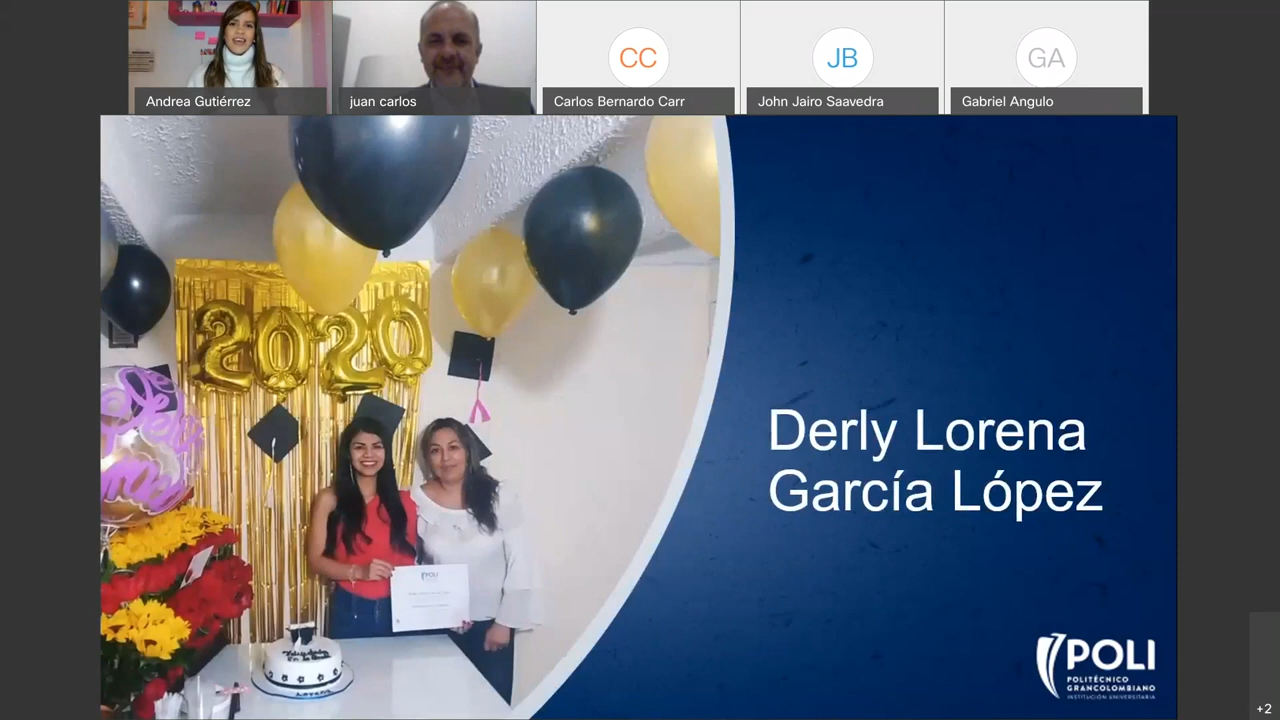 Andrea Gutiérrez
juan carlos
CC
Carlos Bernardo Carr
JB
John Jairo Saavedra
GA
Gabriel Angulo
2020
POLI
Derly Lorena
García López
POLI
POLITÉCNICO
GRANCOLOMBIANO
INSTITUCIÓN UNIVERSITARIA
+2